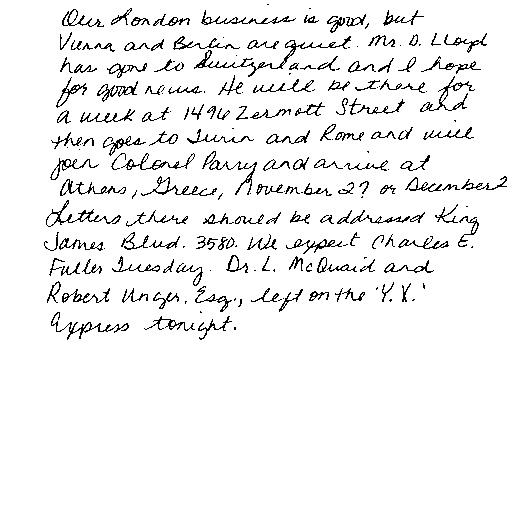 Our London business is good, but
Vienna and Berlin are quiet. Mr. D. Lloyd
has gone to Switzerland and I hope
for good news. He will be there for
a week at 1496 Zermott Street and
then goes to Turin and Rome and will
join Colonel Parry and arrive at
Athens, Greece, November 27 or December 2
Letters there should be addressed King
James Blvd. 3580. We expect Charles E.
Fuller Tuesday. Dr. L. McQuaid and
Robert Unger, Esq., left on the 'Y.X.'
Express tonight.